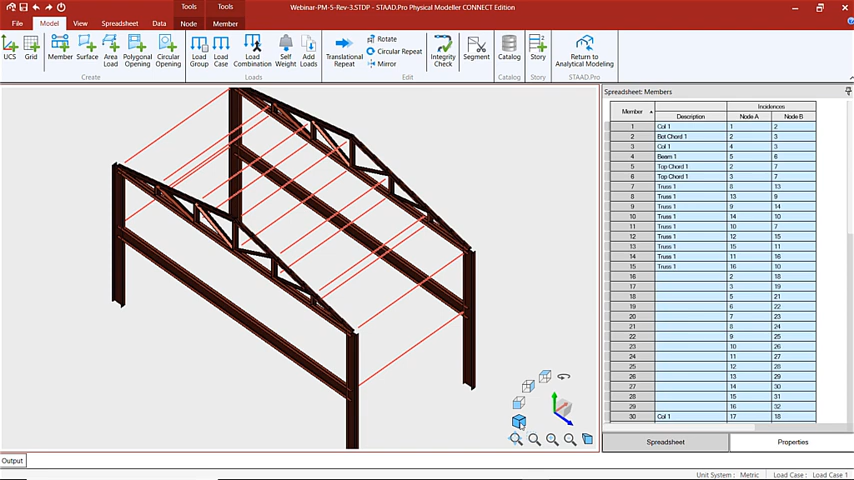 Tools
Tools
Webinar-PM-5-Rev-3.STDP - STAAD.Pro Physical Modeller CONNECT Edition
File
Model
View
Spreadsheet
Data
Node
Member
UCS
Grid
Member
Surface
Area Load
Polygonal Opening
Circular Opening
Load Group
Load Case
Load Combination
Self Weight
Add Loads
Translational Repeat
Rotate
Circular Repeat
Mirror
Integrity Check
Segment
Catalog
Story
Return to Analytical Modeling
Create
Loads
Edit
Catalog
Story
STAAD.Pro
Spreadsheet: Members
Incidences
Member Description Node A Node B
1 Col 1 1 2
2 Bot Chord 1 2 3
3 Col 1 4 3
4 Beam 1 5 6
5 Top Chord 1 2 7
6 Top Chord 1 3 7
7 Truss 1 8 13
8 Truss 1 13 9
9 Truss 1 9 14
10 Truss 1 14 10
11 Truss 1 10 7
12 Truss 1 12 15
13 Truss 1 15 11
14 Truss 1 11 16
15 Truss 1 16 10
16 2 18
17 3 19
18 5 21
19 6 22
20 7 23
21 8 24
22 9 25
23 10 26
24 11 27
25 12 28
26 13 29
27 14 30
28 15 31
29 16 32
30 Col 1 17 18
Spreadsheet
Properties
Output
Unit System: Metric
Load Case: Load Case 1